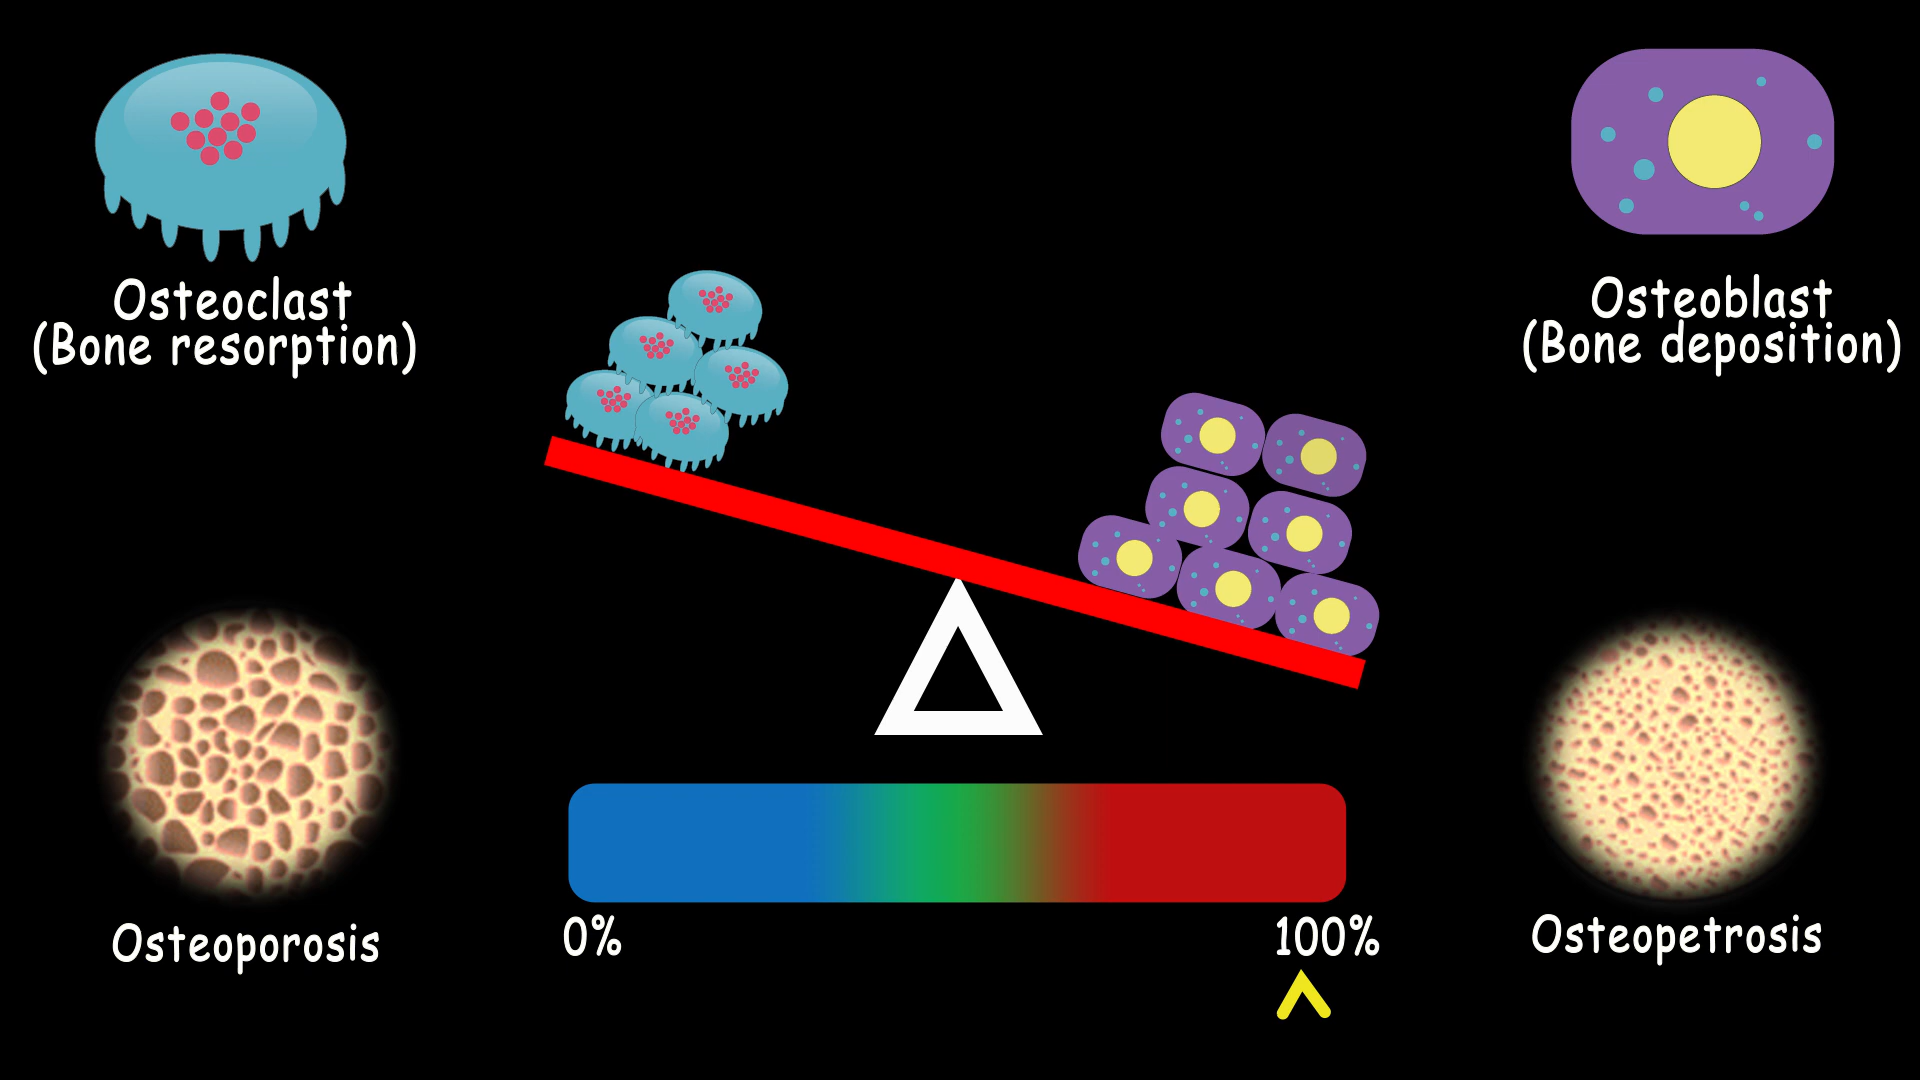 Osteoclast
(Bone resorption)
Osteoblast
(Bone deposition)
Osteoporosis
0%
100%
Osteopetrosis